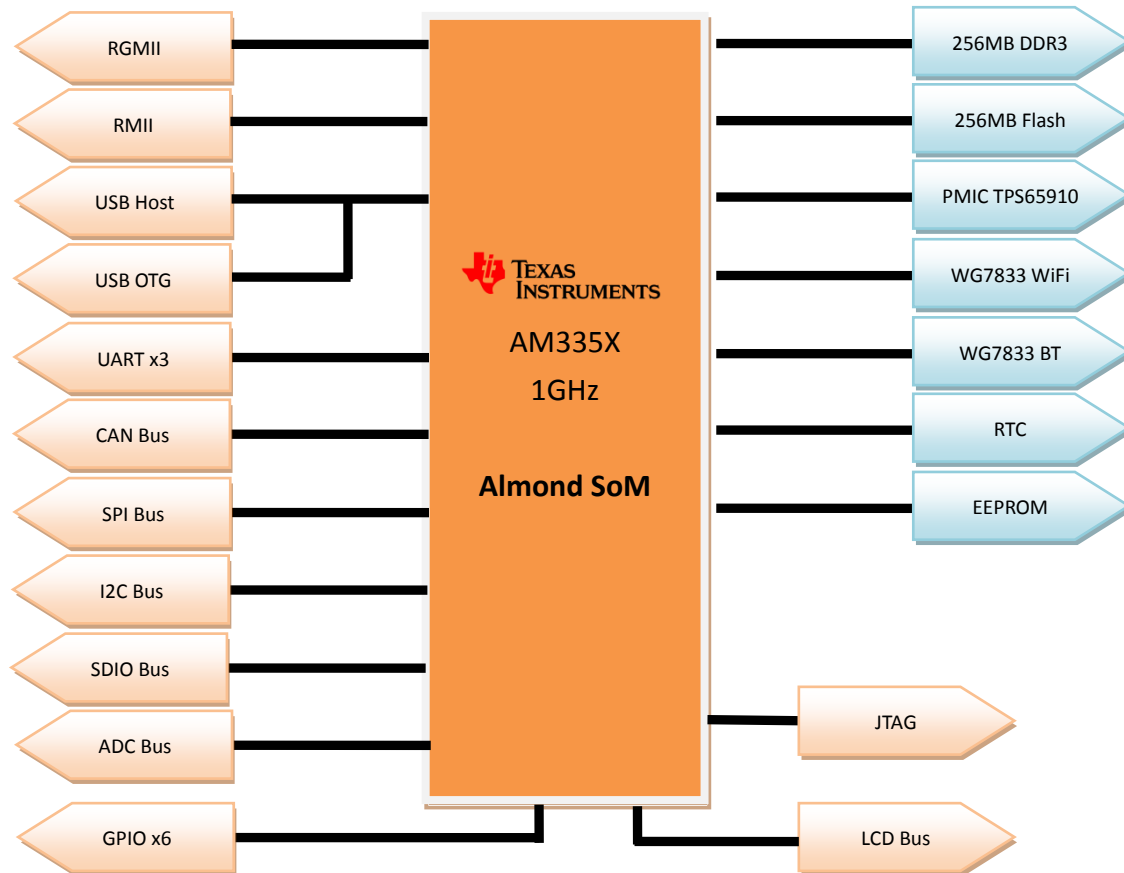 RGMII
RMII
USB Host
USB OTG
UART x3
CAN Bus
SPI Bus
I2C Bus
SDIO Bus
ADC Bus
GPIO x6
TEXAS
INSTRUMENTS
AM335X
1GHz
Almond SoM
256MB DDR3
256MB Flash
PMIC TPS65910
WG7833 WiFi
WG7833 BT
RTC
EEPROM
JTAG
LCD Bus